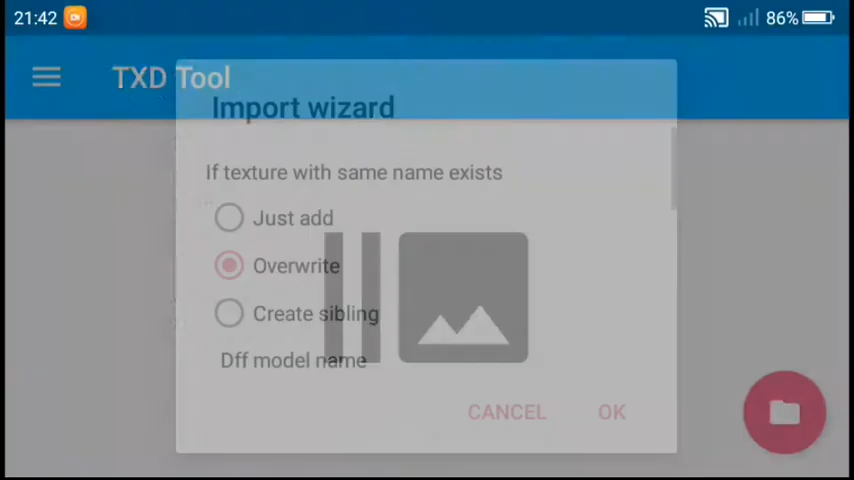 21:42
86%
TXD Tool
Import wizard
If texture with same name exists
Just add
Overwrite
Create sibling
Dff model name
CANCEL OK